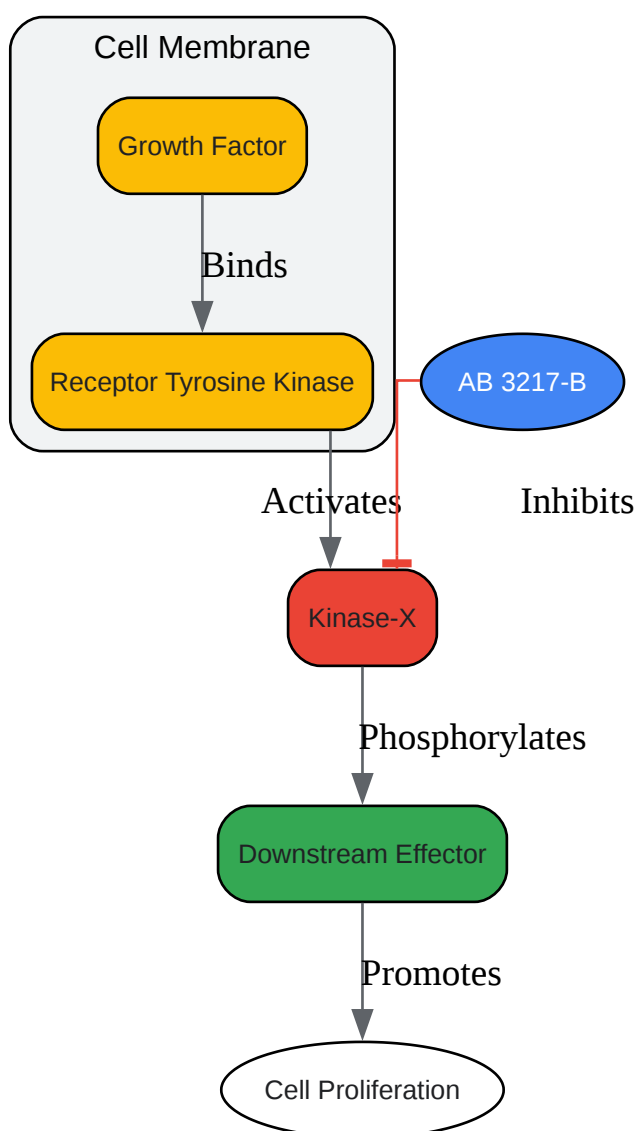 Cell Membrane
Growth Factor
Binds
Receptor Tyrosine Kinase
AB 3217-B
Activates
Inhibits
Kinase-X
Phosphorylates
Downstream Effector
Promotes
Cell Proliferation